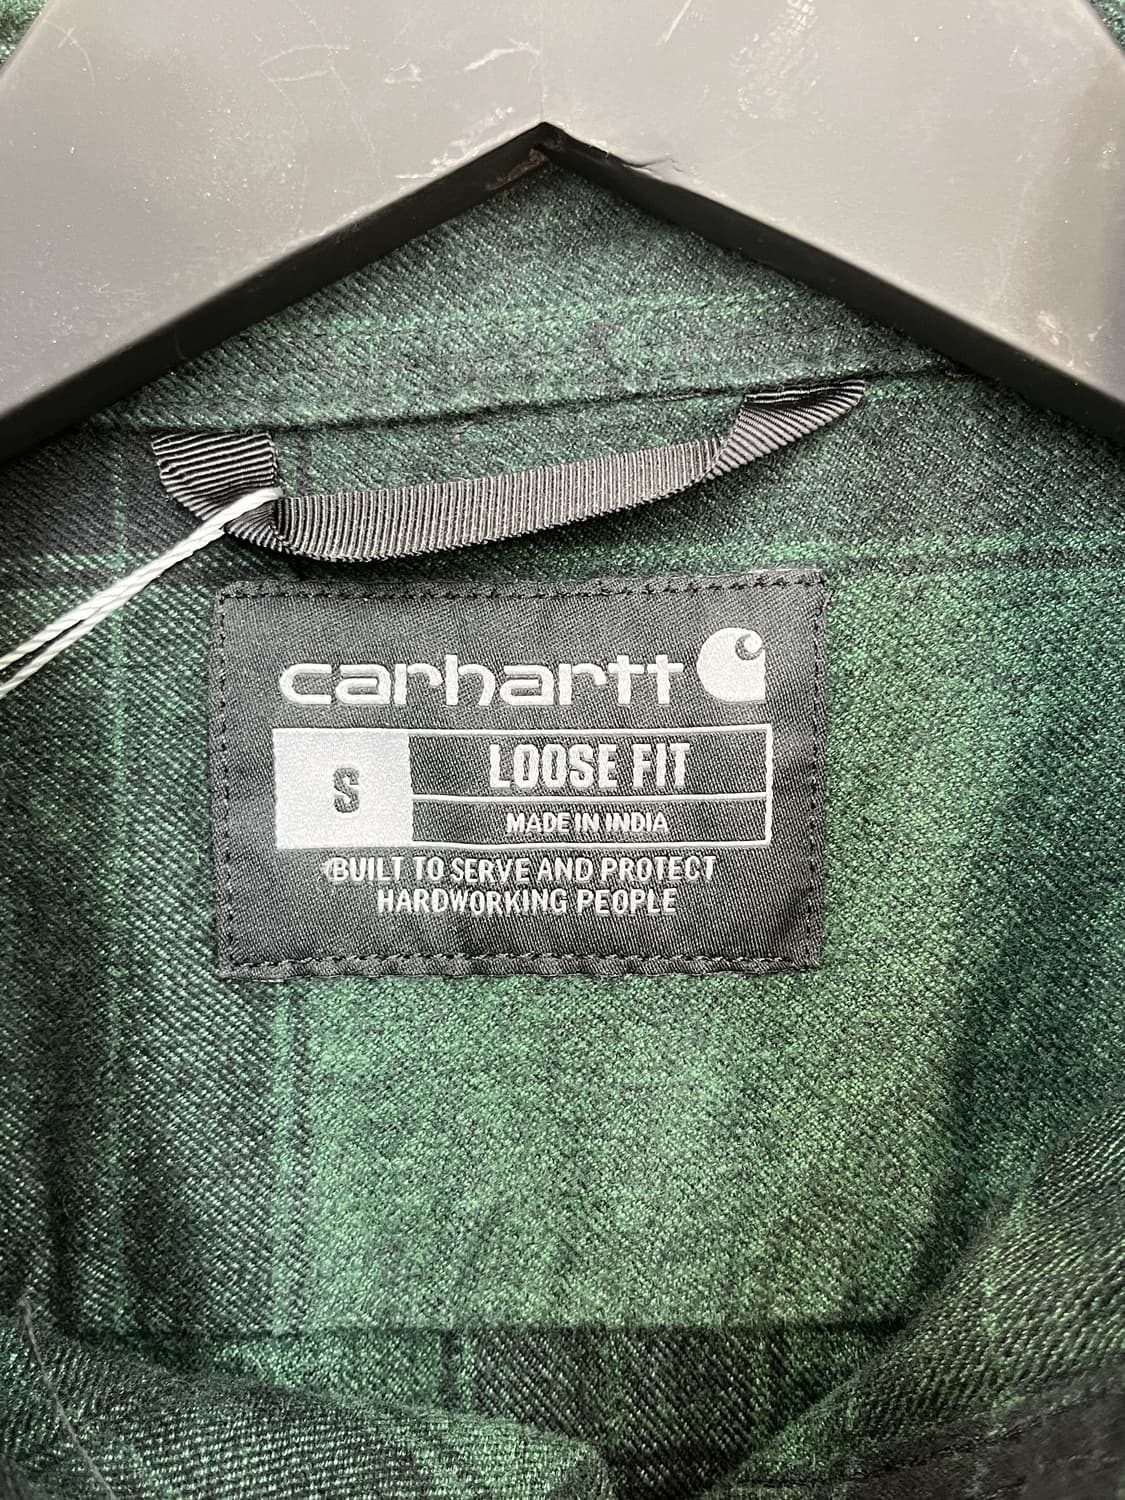 carhartt
S
LOOSE FIT
MADE IN INDIA
BUILT TO SERVE AND PROTECT
HARDWORKING PEOPLE